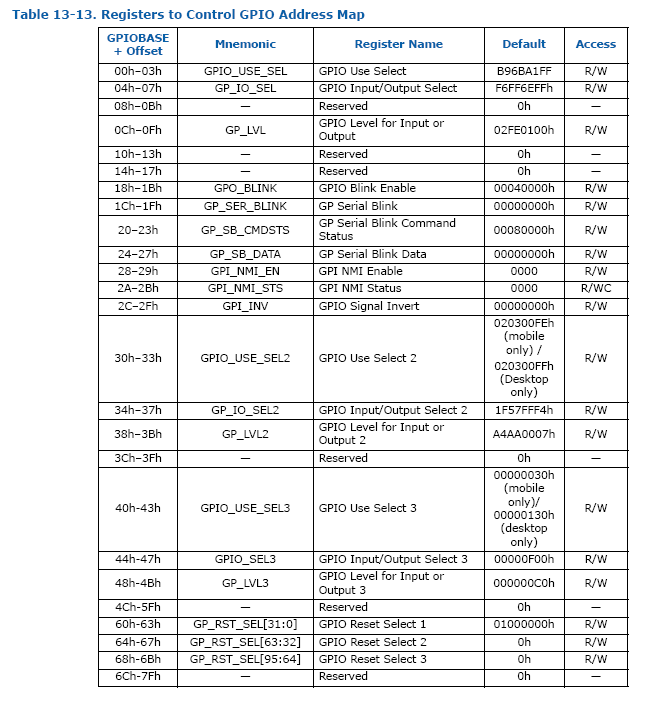 Table 13-13. Registers to Control GPIO Address Map
GPIOBASE + Offset Mnemonic Register Name Default Access
00h–03h GPIO_USE_SEL GPIO Use Select B96BA1FF R/W
04h–07h GP_IO_SEL GPIO Input/Output Select F6FF6EFFh R/W
08h–0Bh — Reserved 0h —
0Ch–0Fh GP_LVL GPIO Level for Input or Output 02FE0100h R/W
10h–13h — Reserved 0h —
14h–17h — Reserved 0h —
18h–1Bh GPO_BLINK GPIO Blink Enable 00040000h R/W
1Ch–1Fh GP_SER_BLINK GP Serial Blink 00000000h R/W
20–23h GP_SB_CMDSTS GP Serial Blink Command Status 00080000h R/W
24–27h GP_SB_DATA GP Serial Blink Data 00000000h R/W
28–29h GPI_NMI_EN GPI NMI Enable 0000 R/W
2A–2Bh GPI_NMI_STS GPI NMI Status 0000 R/WC
2C–2Fh GPI_INV GPIO Signal Invert 00000000h R/W
30h–33h GPIO_USE_SEL2 GPIO Use Select 2 020300FEh (mobile only) / 020300FFh (Desktop only) R/W
34h–37h GP_IO_SEL2 GPIO Input/Output Select 2 1F57FFF4h R/W
38h–3Bh GP_LVL2 GPIO Level for Input or Output 2 A4AA0007h R/W
3Ch–3Fh — Reserved 0h —
40h-43h GPIO_USE_SEL3 GPIO Use Select 3 00000030h (mobile only)/ 00000130h (desktop only) R/W
44h-47h GPIO_SEL3 GPIO Input/Output Select 3 00000F00h R/W
48h-4Bh GP_LVL3 GPIO Level for Input or Output 3 000000C0h R/W
4Ch-5Fh — Reserved 0h —
60h-63h GP_RST_SEL[31:0] GPIO Reset Select 1 01000000h R/W
64h-67h GP_RST_SEL[63:32] GPIO Reset Select 2 0h R/W
68h-6Bh GP_RST_SEL[95:64] GPIO Reset Select 3 0h R/W
6Ch-7Fh — Reserved 0h —